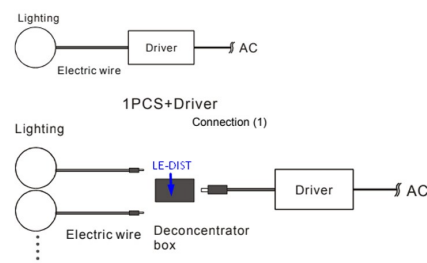 Lighting
Driver
AC
Electric wire
1PCS+Driver
Connection (1)
Lighting
LE-DIST
Driver
AC
Electric wire
Deconcentrator
box